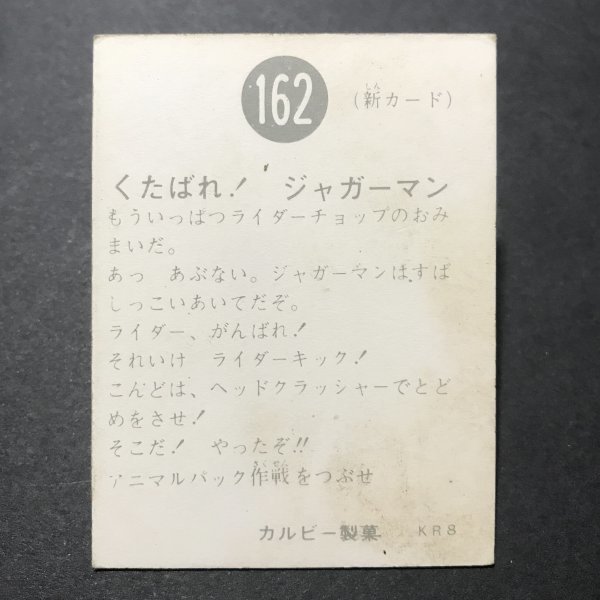 162
(新カード)
くたばれ! ジャガーマン
もういっぱつライダーチョップのおみ
まいだ。
あっ あぶない。ジャガーマンはすば
しっこいあいてだぞ。
ライダー、がんばれ!
それいけ ライダーキック!
こんどは、ヘッドクラッシャーでとど
めをさせ!
そこだ! やったぞ!!
アニマルパック作戦をつぶせ
カルビー製菓 KR8